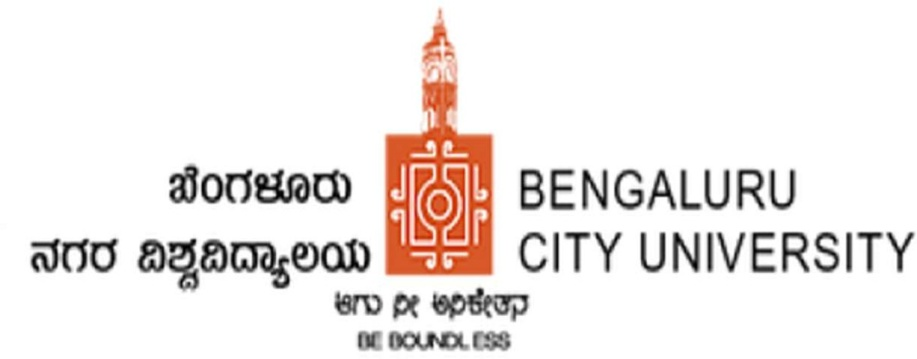 ಬೆಂಗಳೂರು
ನಗರ ವಿಶ್ವವಿದ್ಯಾಲಯ
BENGALURU
CITY UNIVERSITY
ಆಗು ನೀ ಅನಿಕೇತನ
BE BOUNDLESS